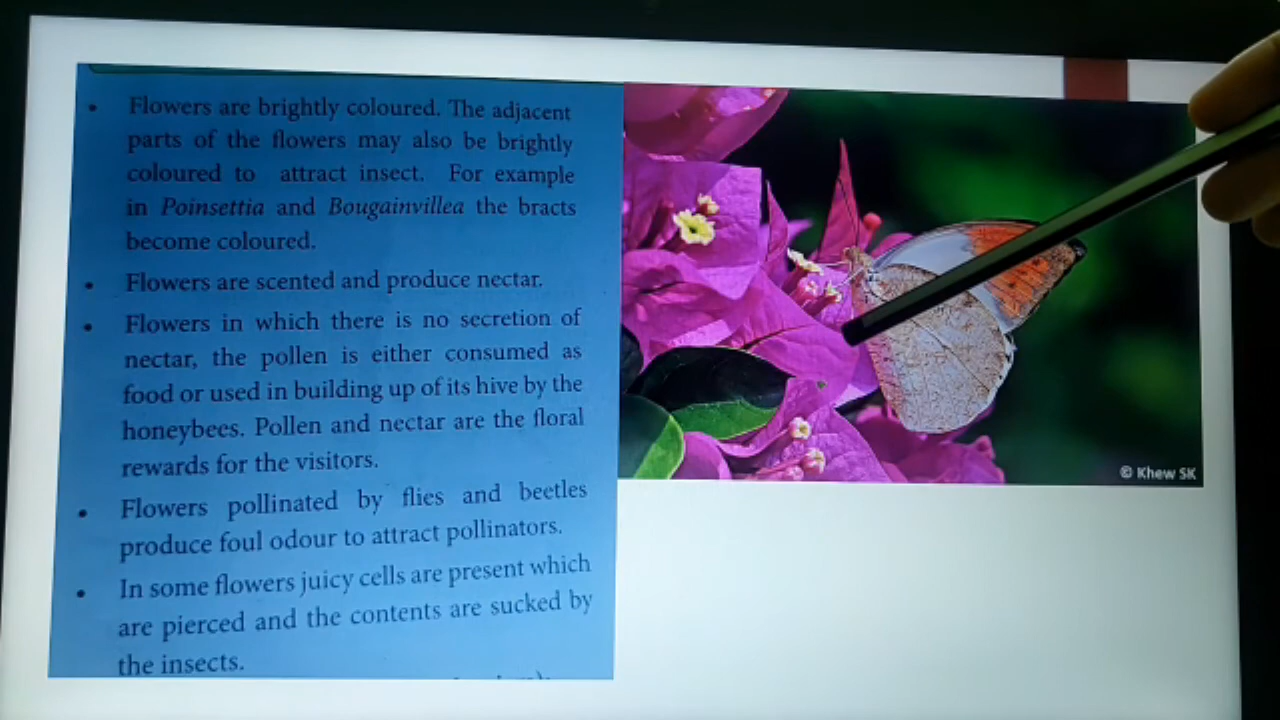 • Flowers are brightly coloured. The adjacent
parts of the flowers may also be brightly
coloured to attract insect. For example
in Poinsettia and Bougainvillea the bracts
become coloured.
• Flowers are scented and produce nectar.
• Flowers in which there is no secretion of
nectar, the pollen is either consumed as
food or used in building up of its hive by the
honeybees. Pollen and nectar are the floral
rewards for the visitors.
• Flowers pollinated by flies and beetles
produce foul odour to attract pollinators.
• In some flowers juicy cells are present which
are pierced and the contents are sucked by
the insects.
© Khew SK